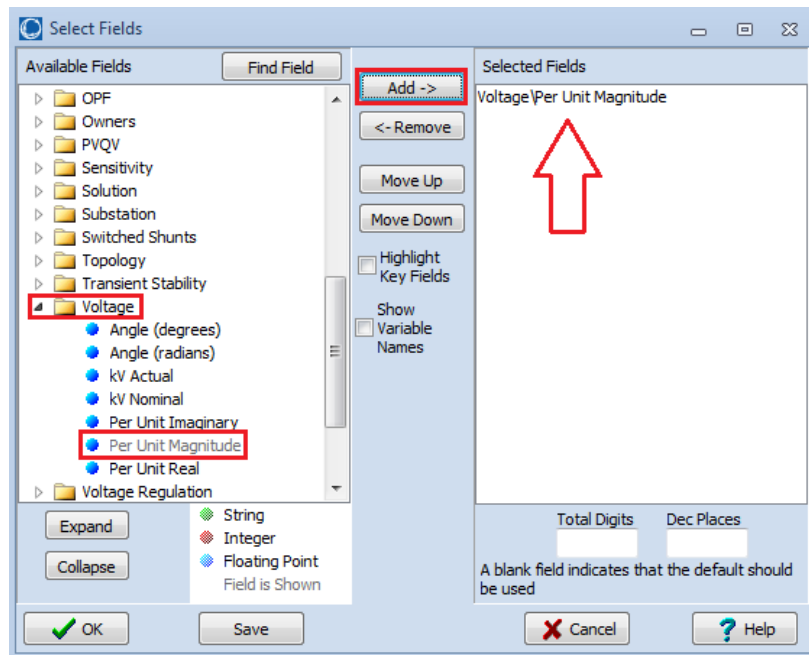 Select Fields
Available Fields
Find Field
OPF
Owners
PVQV
Sensitivity
Solution
Substation
Switched Shunts
Topology
Transient Stability
Voltage
Angle (degrees)
Angle (radians)
kV Actual
kV Nominal
Per Unit Imaginary
Per Unit Magnitude
Per Unit Real
Voltage Regulation
Expand
Collapse
String
Integer
Floating Point
Field is Shown
Add ->
<- Remove
Move Up
Move Down
Highlight
Key Fields
Show
Variable
Names
Selected Fields
Voltage\Per Unit Magnitude
Total Digits
Dec Places
A blank field indicates that the default should
be used
OK
Save
Cancel
? Help